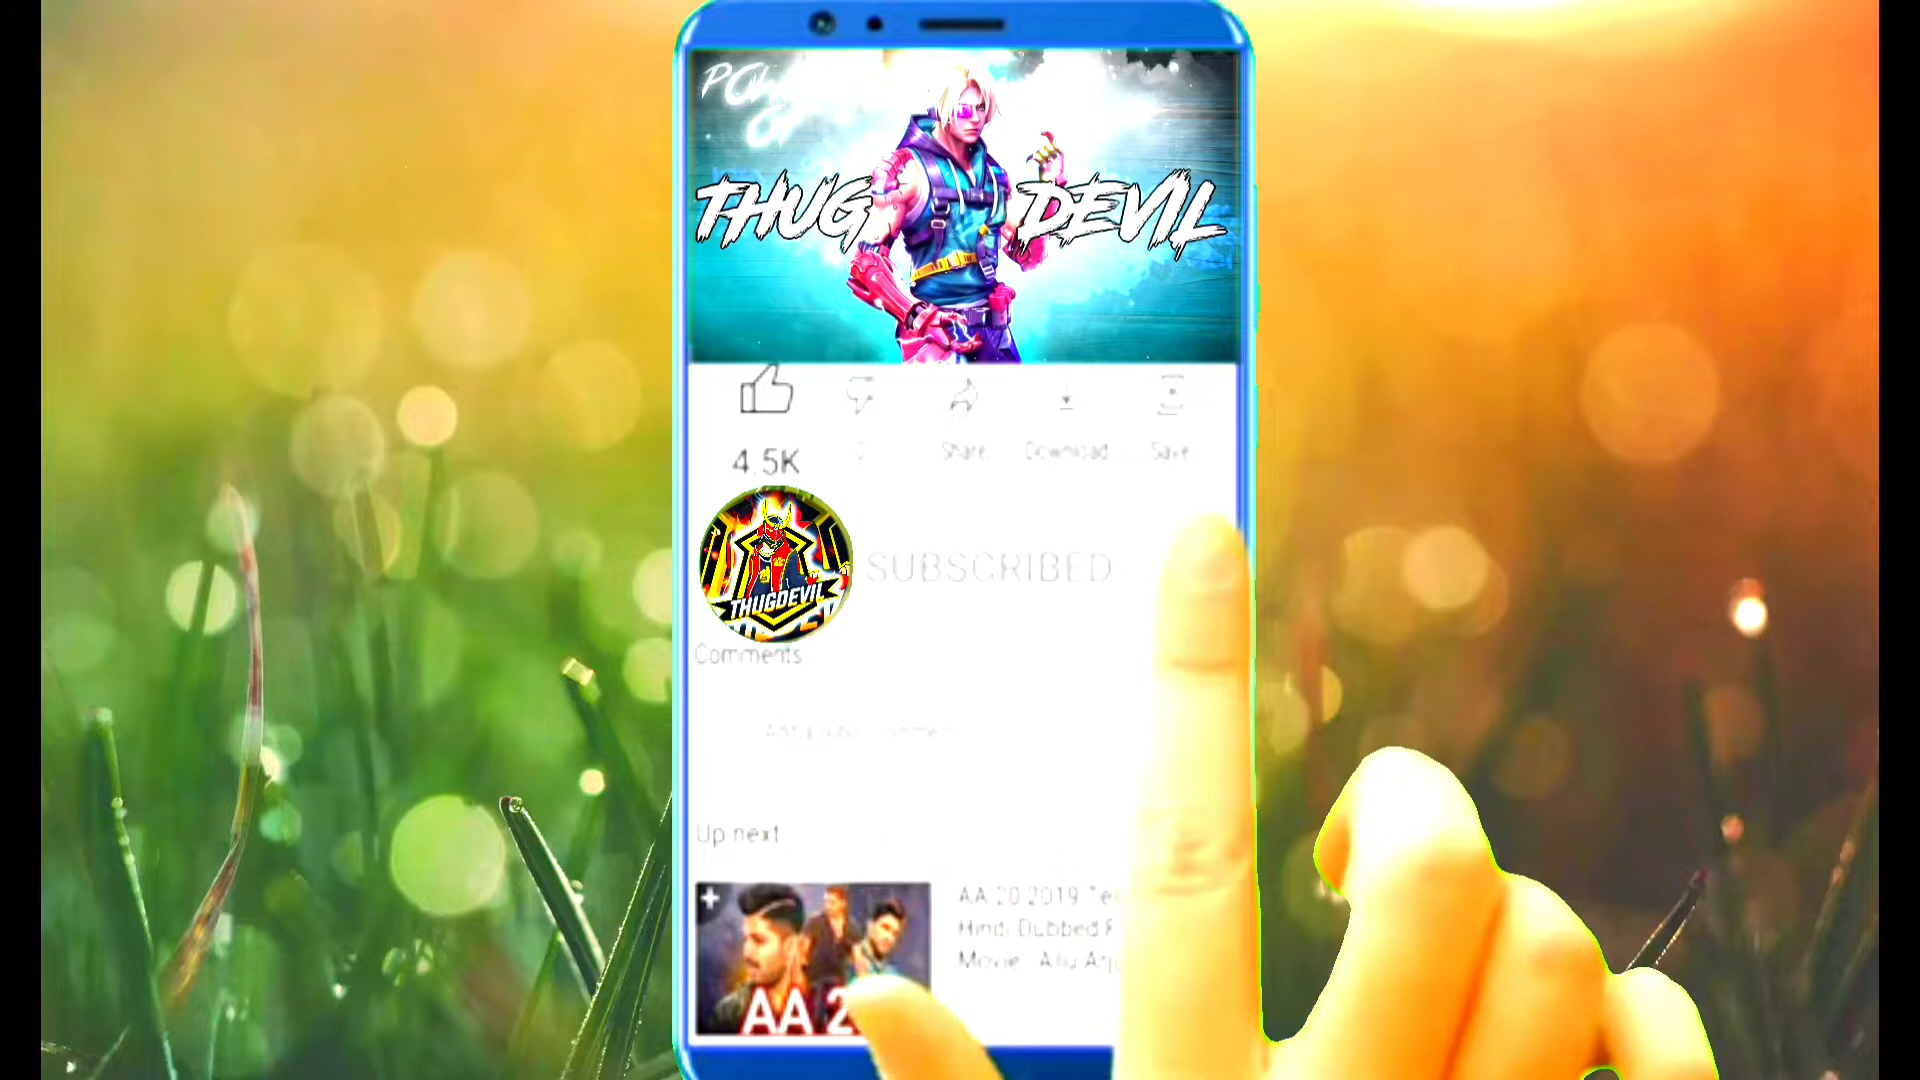 THUG DEVIL
4.5K
Share
Download
Save
SUBSCRIBED
THUGDEVIL
Comments
Up next
AA 20 2019
Hindi Dubbed
Movie
AA 2